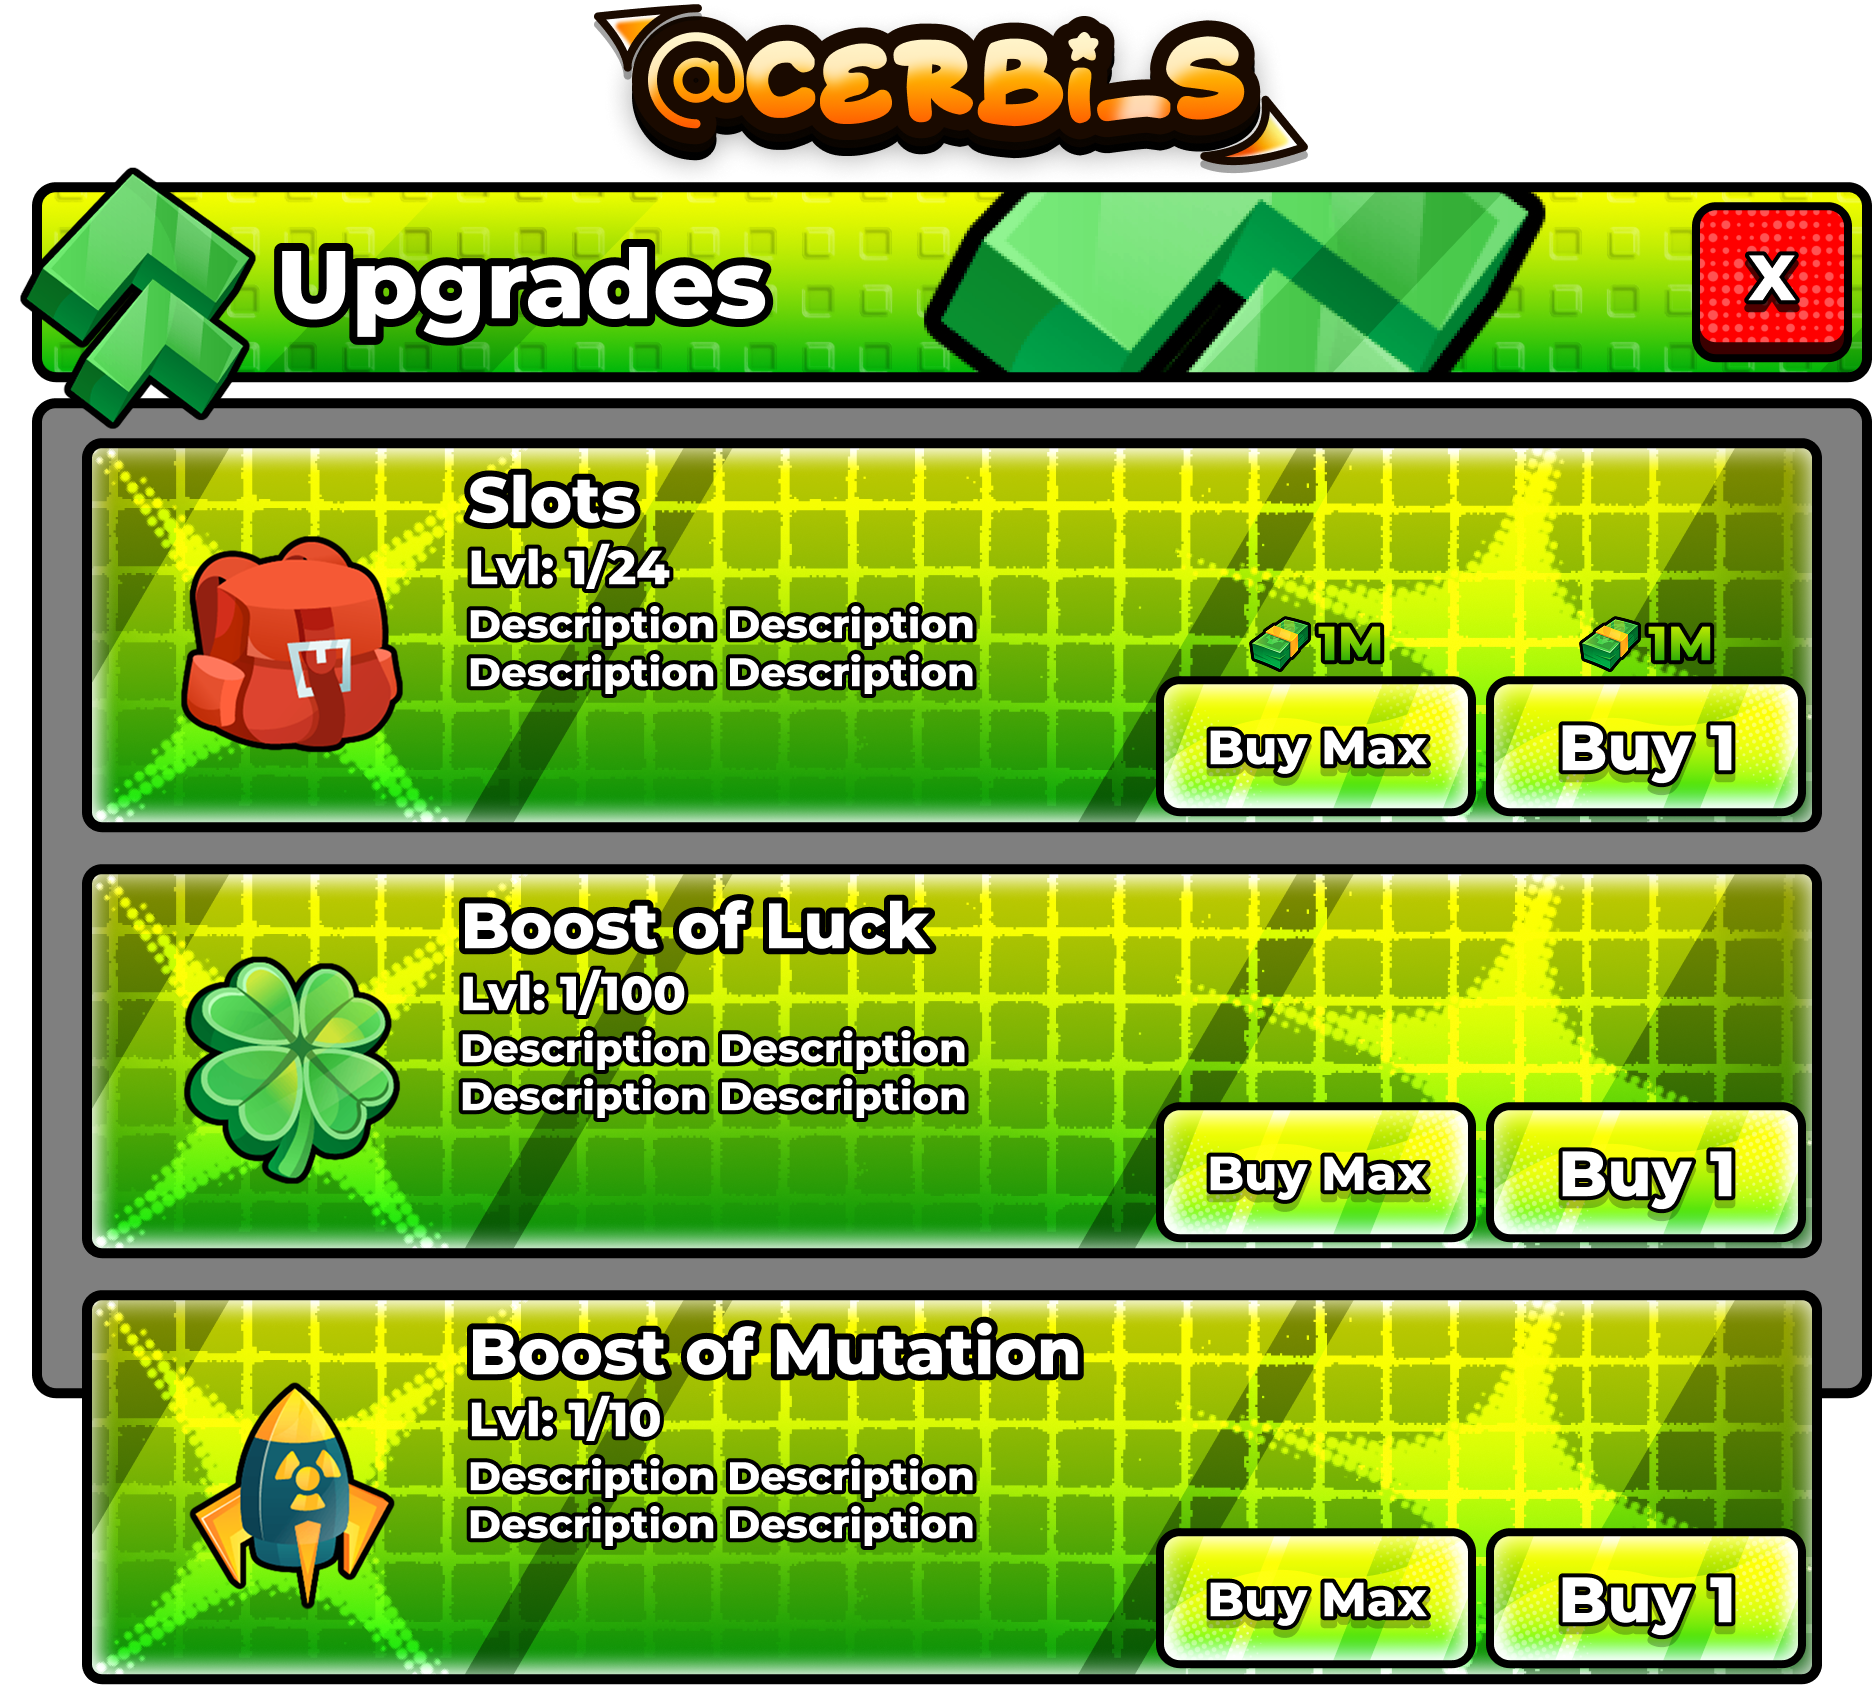 @CERBi_S
Upgrades
X
Slots
Lvl: 1/24
Description Description
Description Description
1M
1M
Buy Max
Buy 1
Boost of Luck
Lvl: 1/100
Description Description
Description Description
Buy Max
Buy 1
Boost of Mutation
Lvl: 1/10
Description Description
Description Description
Buy Max
Buy 1